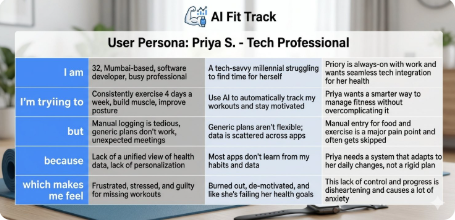 AI Fit Track
User Persona: Priya S. - Tech Professional
I am
32, Mumbai-based, software
developer, busy professional
A tech-savvy millennial struggling
to find time for herself
Priory is always-on with work and
wants seamless tech integration
for her health
I'm tryiing to
Consistently exercise 4 days a
week, build muscle, improve
posture
Use AI to automatically track my
workouts and stay motivated
Priya wants a smarter way to
manage fitness without
overcomplicating it
but
Manual logging is tedious,
generic plans don't work,
unexpected meetings
Generic plans aren't flexible;
data is scattered across apps
Manual entry for food and
exercise is a major pain point and
often gets skipped
because
Lack of a unified view of health
data, lack of personalization
Most apps don't learn from my
habits and data
Priya needs a system that adapts to
her daily changes, not a rigid plan
which makes
me feel
Frustrated, stressed, and guilty
for missing workouts
Burned out, de-motivated, and
like she's failing her health goals
This lack of control and progress is
disheartening and causes a lot of
anxiety